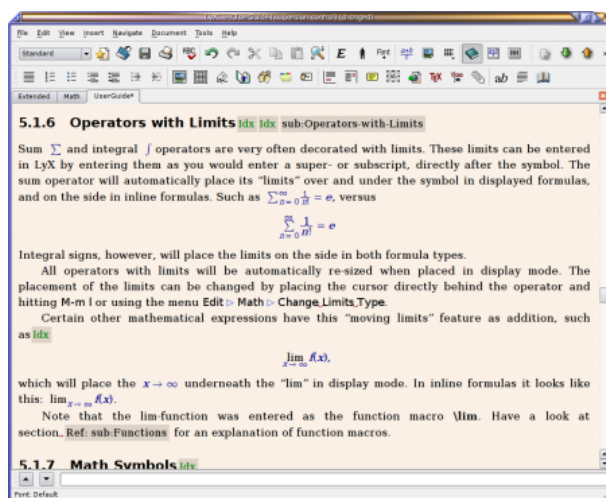 (changed)
File Edit View Insert Navigate Document Tools Help
Standard
Extended Math UserGuide*
5.1.6 Operators with Limits Idx Idx sub:Operators-with-Limits
Sum ∑ and integral ∫ operators are very often decorated with limits. These limits can be entered
in LyX by entering them as you would enter a super- or subscript, directly after the symbol. The
sum operator will automatically place its "limits" over and under the symbol in displayed formulas,
and on the side in inline formulas. Such as ∑_{n=0}^{∞} 1/n! = e, versus
∑_{n=0}^{∞} 1/n! = e
Integral signs, however, will place the limits on the side in both formula types.
All operators with limits will be automatically re-sized when placed in display mode. The
placement of the limits can be changed by placing the cursor directly behind the operator and
hitting M-m l or using the menu Edit ▷ Math ▷ Change_Limits_Type.
Certain other mathematical expressions have this "moving limits" feature as addition, such
as Idx
lim_{x→∞} f(x),
which will place the x→∞ underneath the "lim" in display mode. In inline formulas it looks like
this: lim_{x→∞} f(x).
Note that the lim-function was entered as the function macro \lim. Have a look at
section Ref: sub:Functions for an explanation of function macros.
5.1.7 Math Symbols Idx
Font: Default